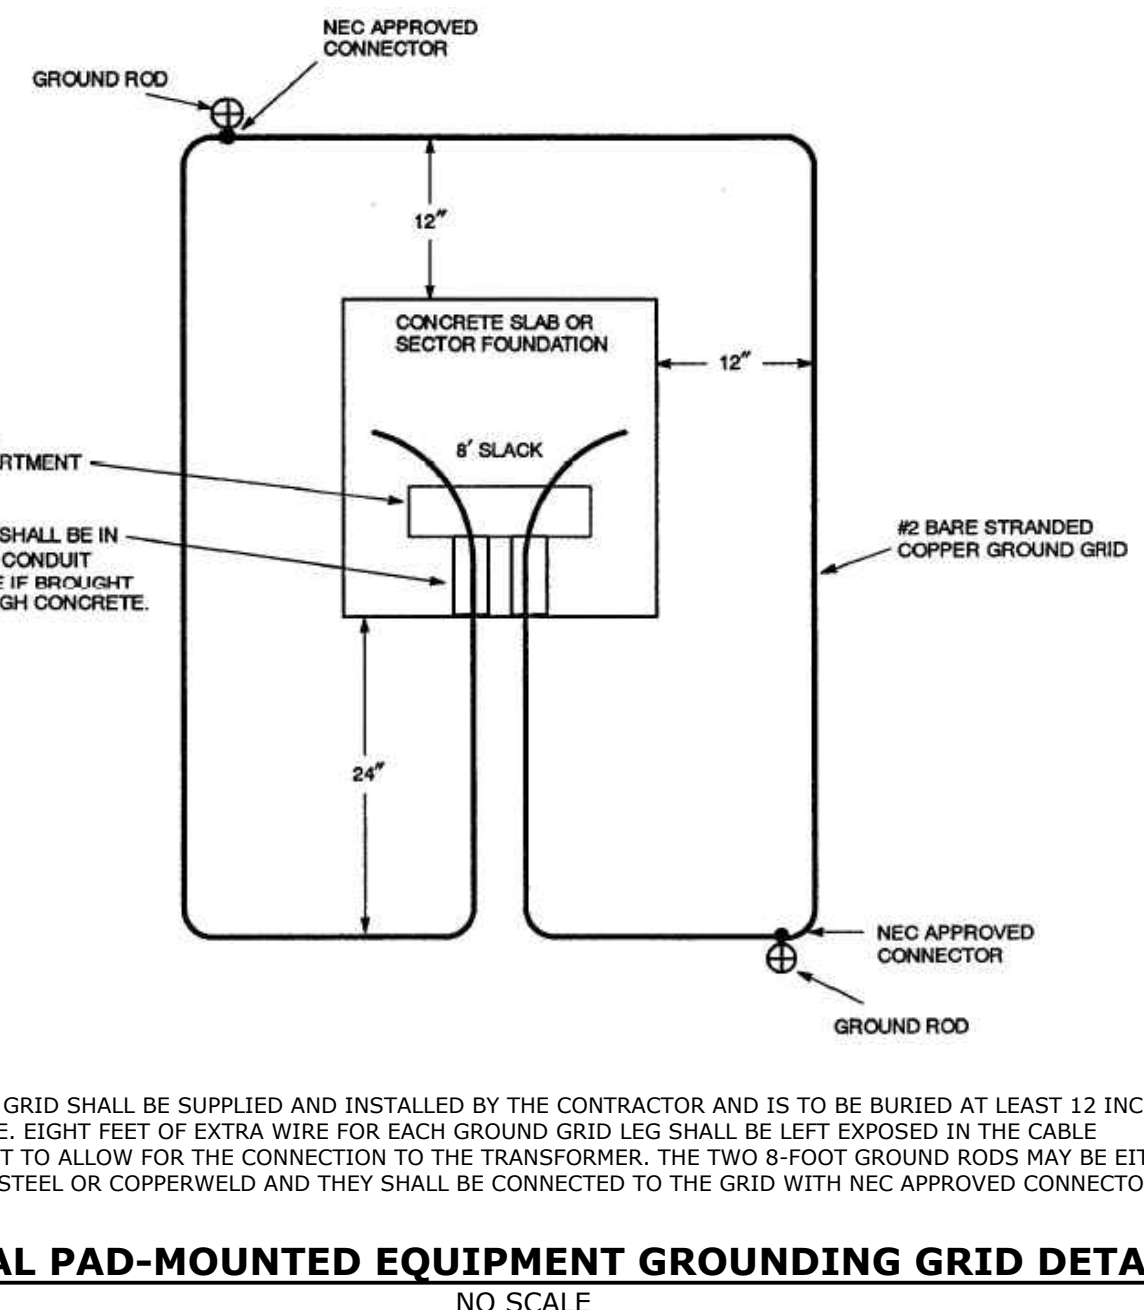 NEC APPROVED
CONNECTOR
GROUND ROD
12"
CONCRETE SLAB OR
SECTOR FOUNDATION
12"
8' SLACK
RTMENT
SHALL BE IN
CONDUIT
E IF BROUGHT
GH CONCRETE.
#2 BARE STRANDED
COPPER GROUND GRID
24"
NEC APPROVED
CONNECTOR
GROUND ROD
GRID SHALL BE SUPPLIED AND INSTALLED BY THE CONTRACTOR AND IS TO BE BURIED AT LEAST 12 INC
E. EIGHT FEET OF EXTRA WIRE FOR EACH GROUND GRID LEG SHALL BE LEFT EXPOSED IN THE CABLE
T TO ALLOW FOR THE CONNECTION TO THE TRANSFORMER. THE TWO 8-FOOT GROUND RODS MAY BE EIT
STEEL OR COPPERWELD AND THEY SHALL BE CONNECTED TO THE GRID WITH NEC APPROVED CONNECTO
AL PAD-MOUNTED EQUIPMENT GROUNDING GRID DETA
NO SCALE